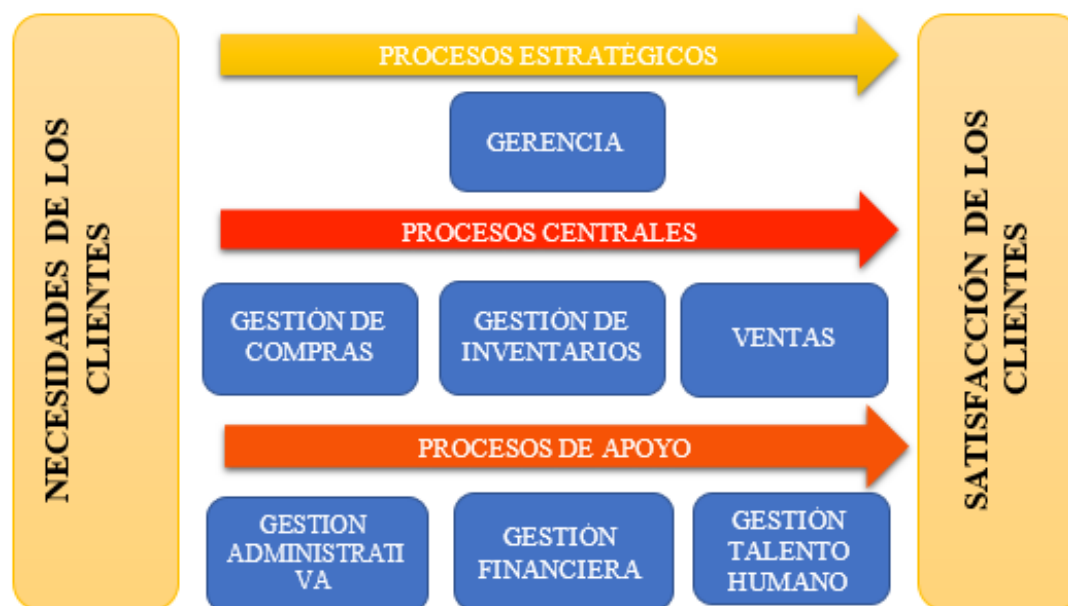 NECESIDADES DE LOS
CLIENTES
PROCESOS ESTRATÉGICOS
GERENCIA
PROCESOS CENTRALES
GESTIÓN DE
COMPRAS
GESTIÓN DE
INVENTARIOS
VENTAS
PROCESOS DE APOYO
GESTION
ADMINISTRATI
VA
GESTIÓN
FINANCIERA
GESTIÓN
TALENTO
HUMANO
SATISFACCIÓN DE LOS
CLIENTES